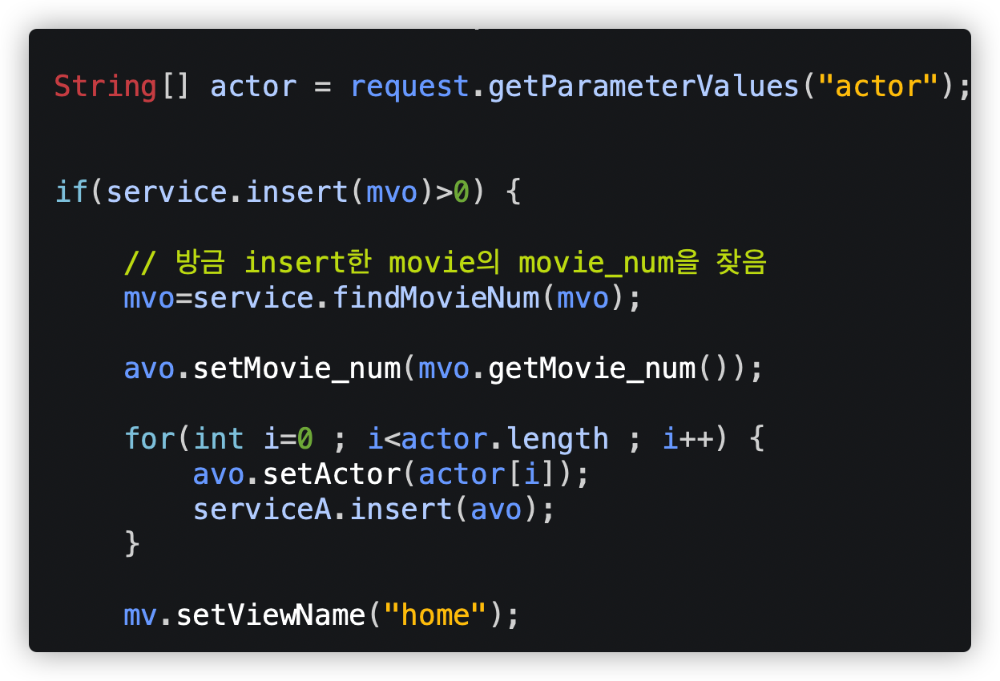 String[] actor = request.getParameterValues("actor");
if(service.insert(mvo)>0) {
// 방금 insert한 movie의 movie_num을 찾음
mvo=service.findMovieNum(mvo);
avo.setMovie_num(mvo.getMovie_num());
for(int i=0 ; i<actor.length ; i++) {
avo.setActor(actor[i]);
serviceA.insert(avo);
}
mv.setViewName("home");